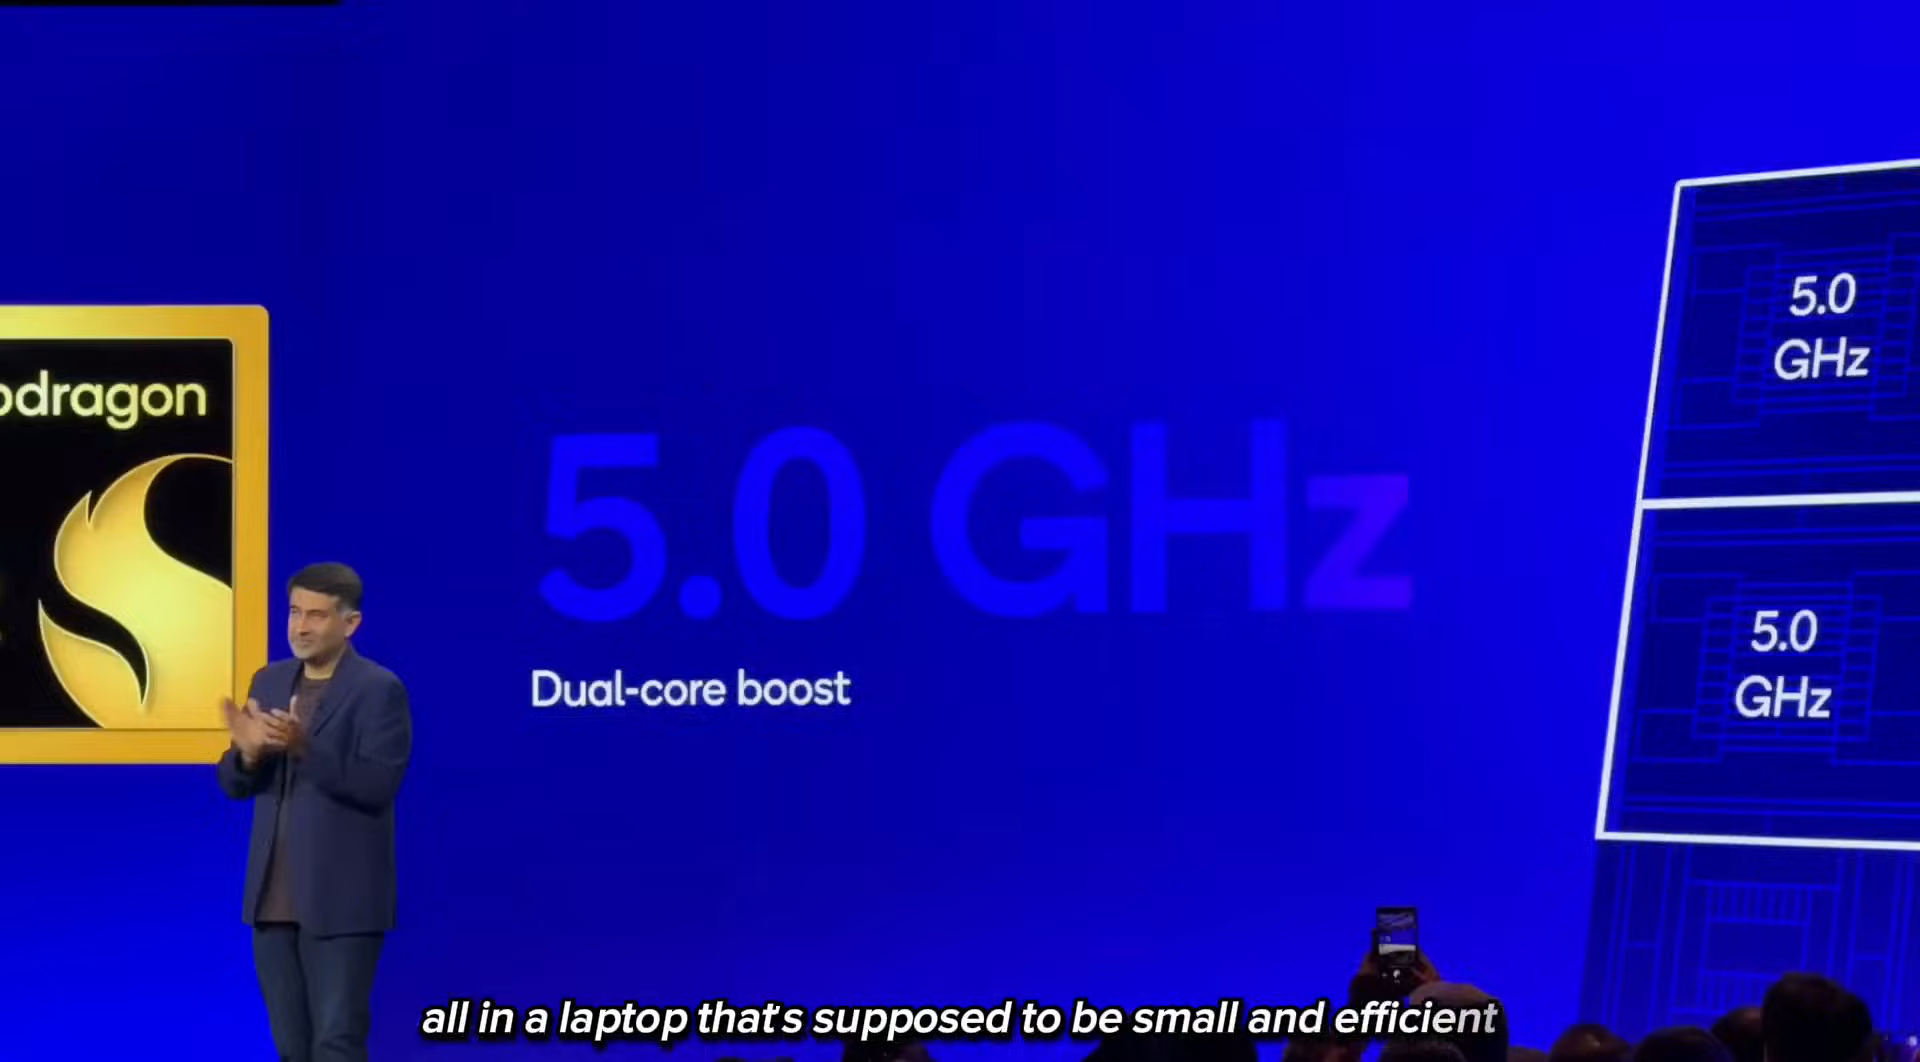 pdragon
5.0 GHz
Dual-core boost
5.0
GHz
5.0
GHz
all in a laptop that's supposed to be small and efficient